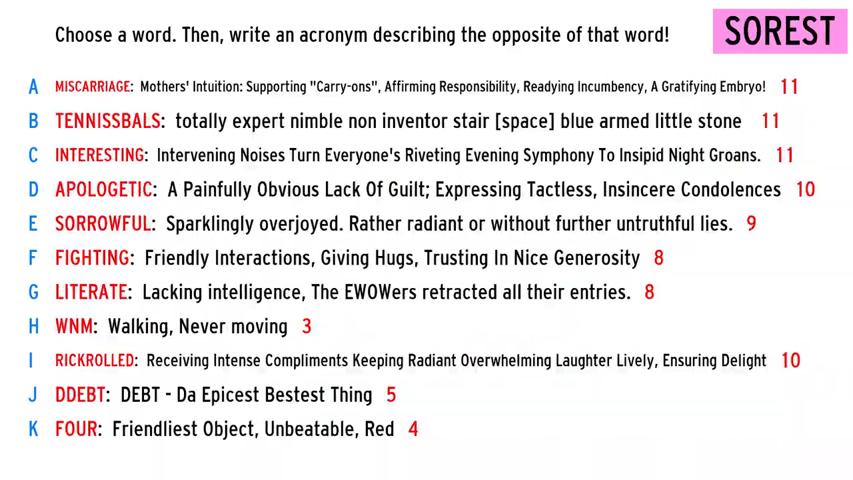 Choose a word. Then, write an acronym describing the opposite of that word!
SOREST
A MISCARRIAGE: Mothers' Intuition: Supporting "Carry-ons", Affirming Responsibility, Readying Incumbency, A Gratifying Embryo! 11
B TENNISSBALS: totally expert nimble non inventor stair [space] blue armed little stone 11
C INTERESTING: Intervening Noises Turn Everyone's Riveting Evening Symphony To Insipid Night Groans. 11
D APOLOGETIC: A Painfully Obvious Lack Of Guilt; Expressing Tactless, Insincere Condolences 10
E SORROWFUL: Sparklingly overjoyed. Rather radiant or without further untruthful lies. 9
F FIGHTING: Friendly Interactions, Giving Hugs, Trusting In Nice Generosity 8
G LITERATE: Lacking intelligence, The EWOWers retracted all their entries. 8
H WNM: Walking, Never moving 3
I RICKROLLED: Receiving Intense Compliments Keeping Radiant Overwhelming Laughter Lively, Ensuring Delight 10
J DDEBT: DEBT - Da Epicest Bestest Thing 5
K FOUR: Friendliest Object, Unbeatable, Red 4